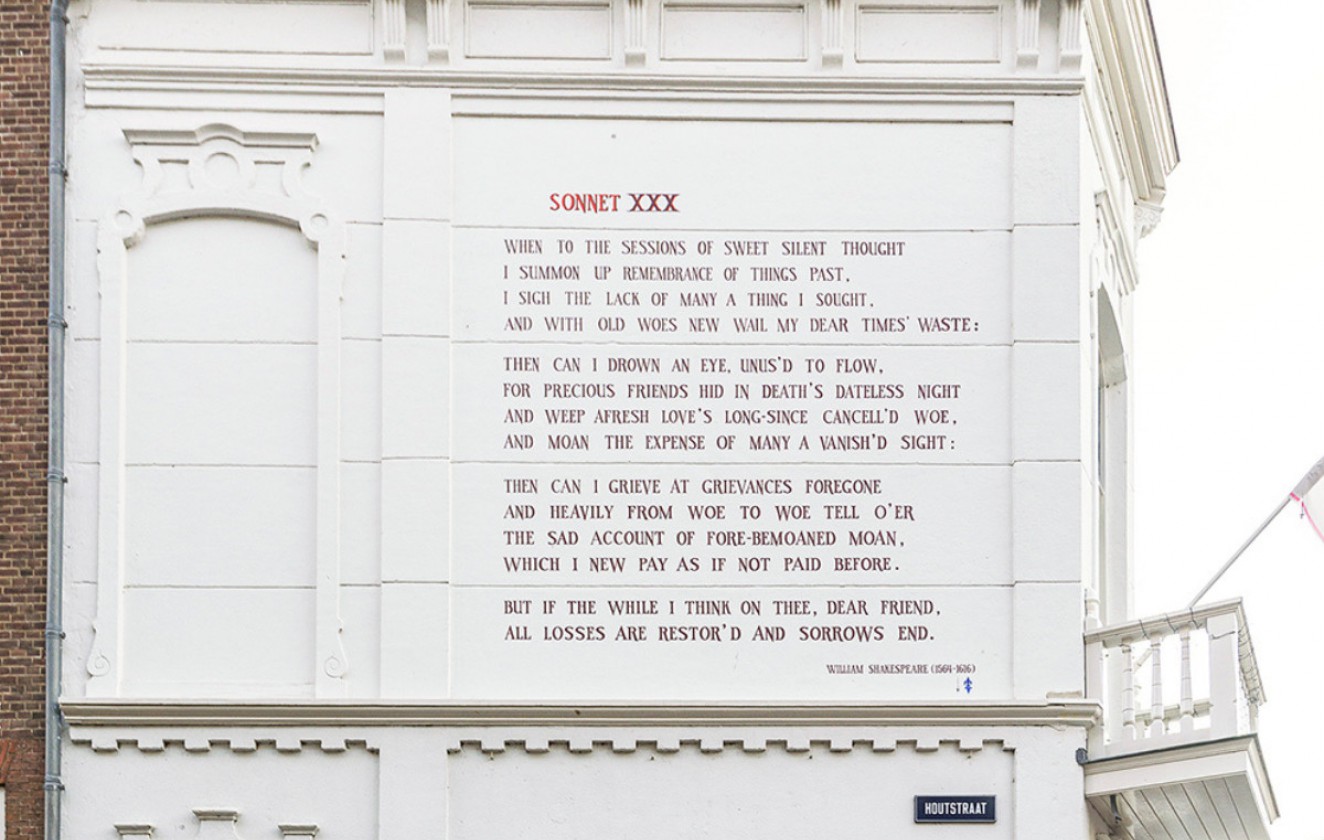 SONNET XXX
WHEN TO THE SESSIONS OF SWEET SILENT THOUGHT
I SUMMON UP REMEMBRANCE OF THINGS PAST,
I SIGH THE LACK OF MANY A THING I SOUGHT,
AND WITH OLD WOES NEW WAIL MY DEAR TIMES' WASTE:
THEN CAN I DROWN AN EYE, UNUS'D TO FLOW,
FOR PRECIOUS FRIENDS HID IN DEATH'S DATELESS NIGHT
AND WEEP AFRESH LOVE'S LONG-SINCE CANCELL'D WOE,
AND MOAN THE EXPENSE OF MANY A VANISH'D SIGHT:
THEN CAN I GRIEVE AT GRIEVANCES FOREGONE
AND HEAVILY FROM WOE TO WOE TELL O'ER
THE SAD ACCOUNT OF FORE-BEMOANED MOAN,
WHICH I NEW PAY AS IF NOT PAID BEFORE.
BUT IF THE WHILE I THINK ON THEE, DEAR FRIEND,
ALL LOSSES ARE RESTOR'D AND SORROWS END.
WILLIAM SHAKESPEARE (1564-1616)
HOUTSTRAAT